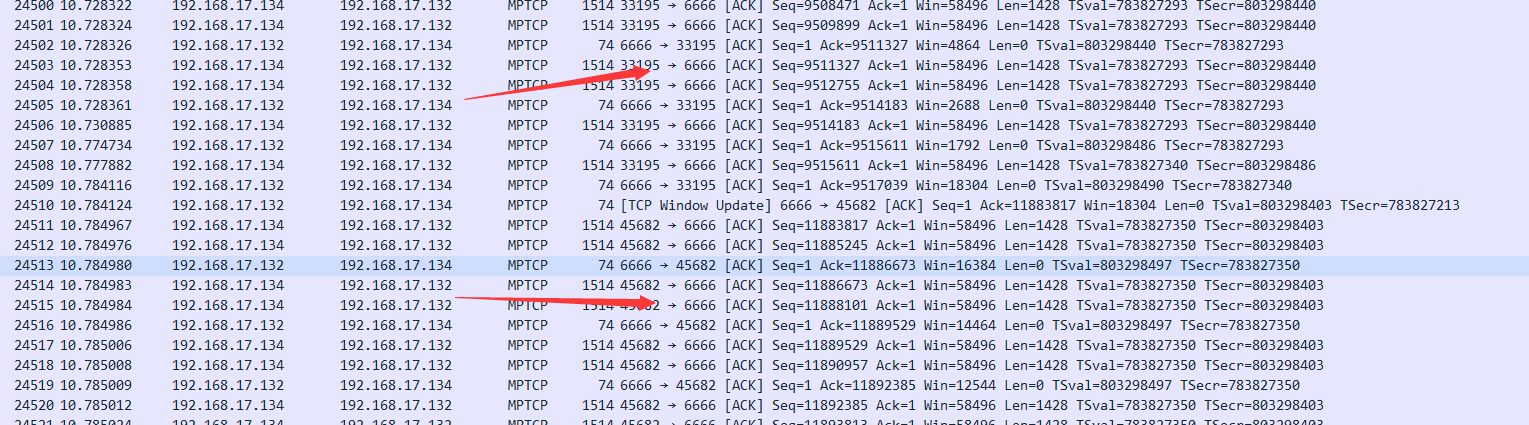 24500 10.728322 192.168.17.134 192.168.17.132 MPTCP 1514 33195 → 6666 [ACK] Seq=9508471 Ack=1 Win=58496 Len=1428 TSval=783827293 TSecr=803298440
24501 10.728324 192.168.17.134 192.168.17.132 MPTCP 1514 33195 → 6666 [ACK] Seq=9509899 Ack=1 Win=58496 Len=1428 TSval=783827293 TSecr=803298440
24502 10.728326 192.168.17.132 192.168.17.134 MPTCP 74 6666 → 33195 [ACK] Seq=1 Ack=9511327 Win=4864 Len=0 TSval=803298440 TSecr=783827293
24503 10.728353 192.168.17.134 192.168.17.132 MPTCP 1514 33195 → 6666 [ACK] Seq=9511327 Ack=1 Win=58496 Len=1428 TSval=783827293 TSecr=803298440
24504 10.728358 192.168.17.134 192.168.17.132 MPTCP 1514 33195 → 6666 [ACK] Seq=9512755 Ack=1 Win=58496 Len=1428 TSval=783827293 TSecr=803298440
24505 10.728361 192.168.17.132 192.168.17.134 MPTCP 74 6666 → 33195 [ACK] Seq=1 Ack=9514183 Win=2688 Len=0 TSval=803298440 TSecr=783827293
24506 10.730885 192.168.17.134 192.168.17.132 MPTCP 1514 33195 → 6666 [ACK] Seq=9514183 Ack=1 Win=58496 Len=1428 TSval=783827293 TSecr=803298440
24507 10.774734 192.168.17.132 192.168.17.134 MPTCP 74 6666 → 33195 [ACK] Seq=1 Ack=9515611 Win=1792 Len=0 TSval=803298486 TSecr=783827293
24508 10.777882 192.168.17.134 192.168.17.132 MPTCP 1514 33195 → 6666 [ACK] Seq=9515611 Ack=1 Win=58496 Len=1428 TSval=783827340 TSecr=803298486
24509 10.784116 192.168.17.132 192.168.17.134 MPTCP 74 6666 → 33195 [ACK] Seq=1 Ack=9517039 Win=18304 Len=0 TSval=803298490 TSecr=783827340
24510 10.784124 192.168.17.132 192.168.17.134 MPTCP 74 [TCP Window Update] 6666 → 45682 [ACK] Seq=1 Ack=11883817 Win=18304 Len=0 TSval=803298403 TSecr=783827213
24511 10.784967 192.168.17.134 192.168.17.132 MPTCP 1514 45682 → 6666 [ACK] Seq=11883817 Ack=1 Win=58496 Len=1428 TSval=783827350 TSecr=803298403
24512 10.784976 192.168.17.134 192.168.17.132 MPTCP 1514 45682 → 6666 [ACK] Seq=11885245 Ack=1 Win=58496 Len=1428 TSval=783827350 TSecr=803298403
24513 10.784980 192.168.17.132 192.168.17.134 MPTCP 74 6666 → 45682 [ACK] Seq=1 Ack=11886673 Win=16384 Len=0 TSval=803298497 TSecr=783827350
24514 10.784983 192.168.17.134 192.168.17.132 MPTCP 1514 45682 → 6666 [ACK] Seq=11886673 Ack=1 Win=58496 Len=1428 TSval=783827350 TSecr=803298403
24515 10.784984 192.168.17.134 192.168.17.132 MPTCP 1514 45682 → 6666 [ACK] Seq=11888101 Ack=1 Win=58496 Len=1428 TSval=783827350 TSecr=803298403
24516 10.784986 192.168.17.132 192.168.17.134 MPTCP 74 6666 → 45682 [ACK] Seq=1 Ack=11889529 Win=14464 Len=0 TSval=803298497 TSecr=783827350
24517 10.785006 192.168.17.134 192.168.17.132 MPTCP 1514 45682 → 6666 [ACK] Seq=11889529 Ack=1 Win=58496 Len=1428 TSval=783827350 TSecr=803298403
24518 10.785008 192.168.17.134 192.168.17.132 MPTCP 1514 45682 → 6666 [ACK] Seq=11890957 Ack=1 Win=58496 Len=1428 TSval=783827350 TSecr=803298403
24519 10.785009 192.168.17.132 192.168.17.134 MPTCP 74 6666 → 45682 [ACK] Seq=1 Ack=11892385 Win=12544 Len=0 TSval=803298497 TSecr=783827350
24520 10.785012 192.168.17.134 192.168.17.132 MPTCP 1514 45682 → 6666 [ACK] Seq=11892385 Ack=1 Win=58496 Len=1428 TSval=783827350 TSecr=803298403